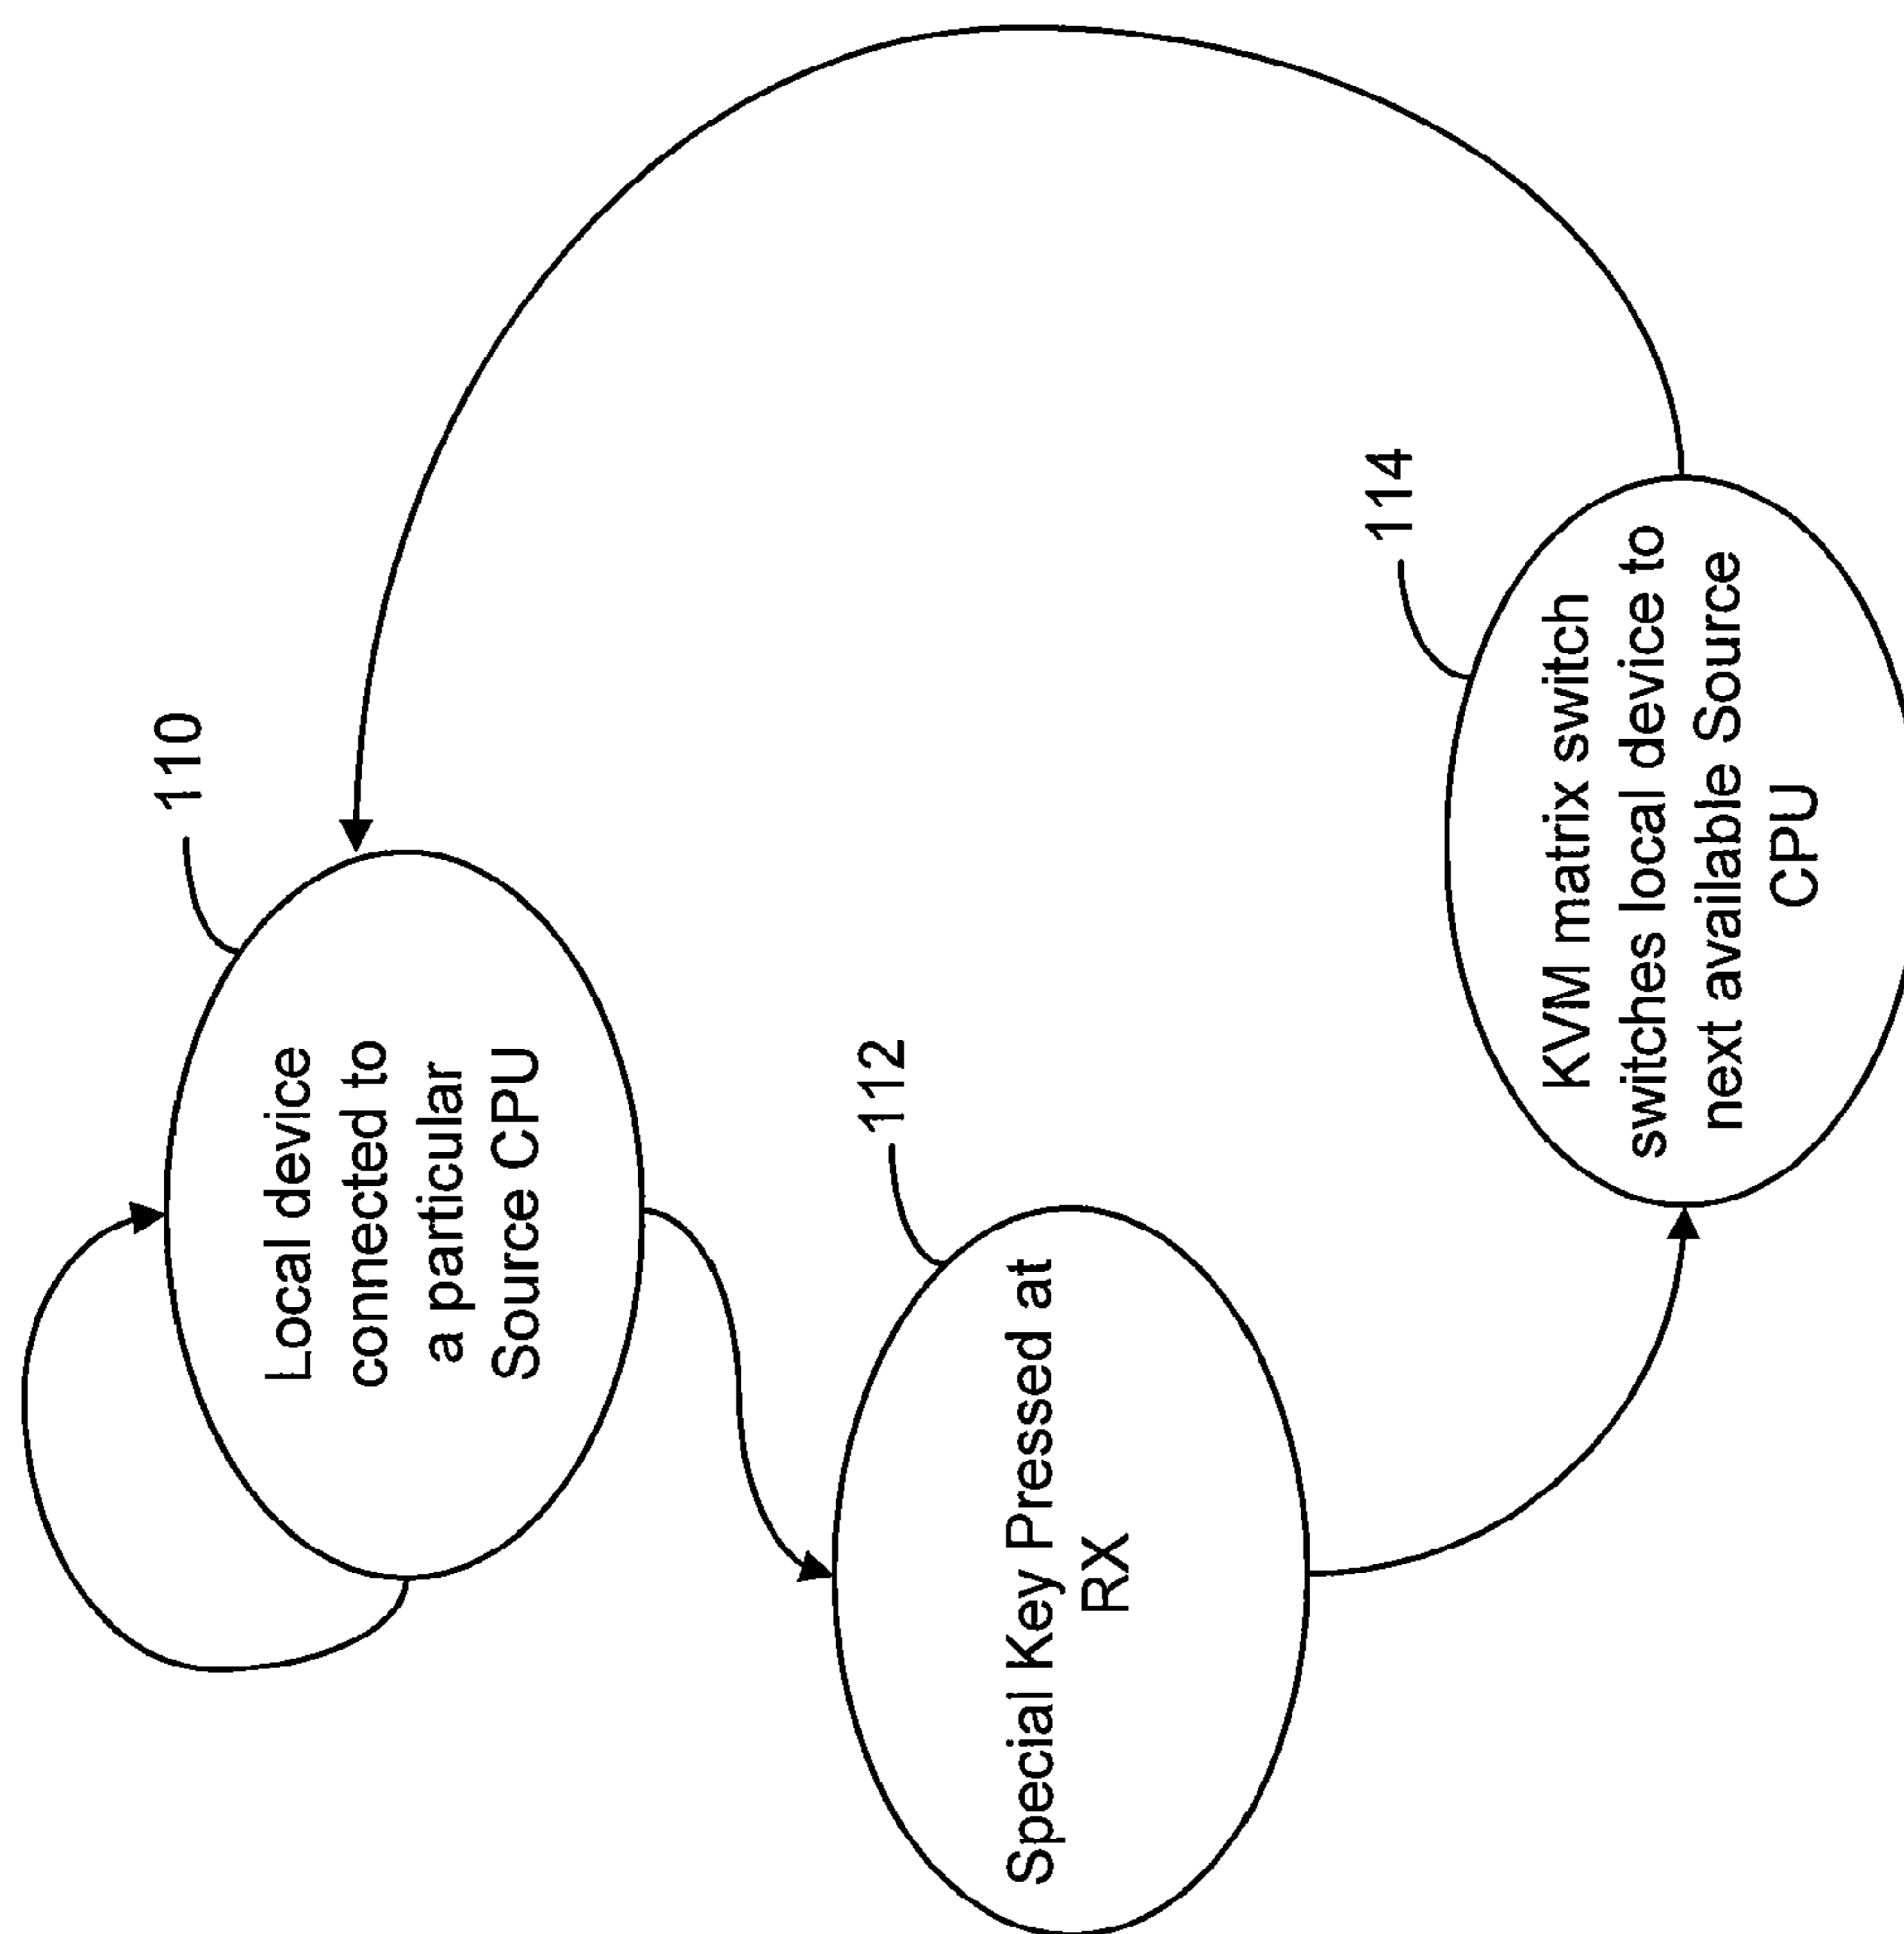 110
Local device
connected to
a particular
Source CPU
112
Special Key Pressed at
RX
114
KVM matrix switch
switches local device to
next available Source
CPU